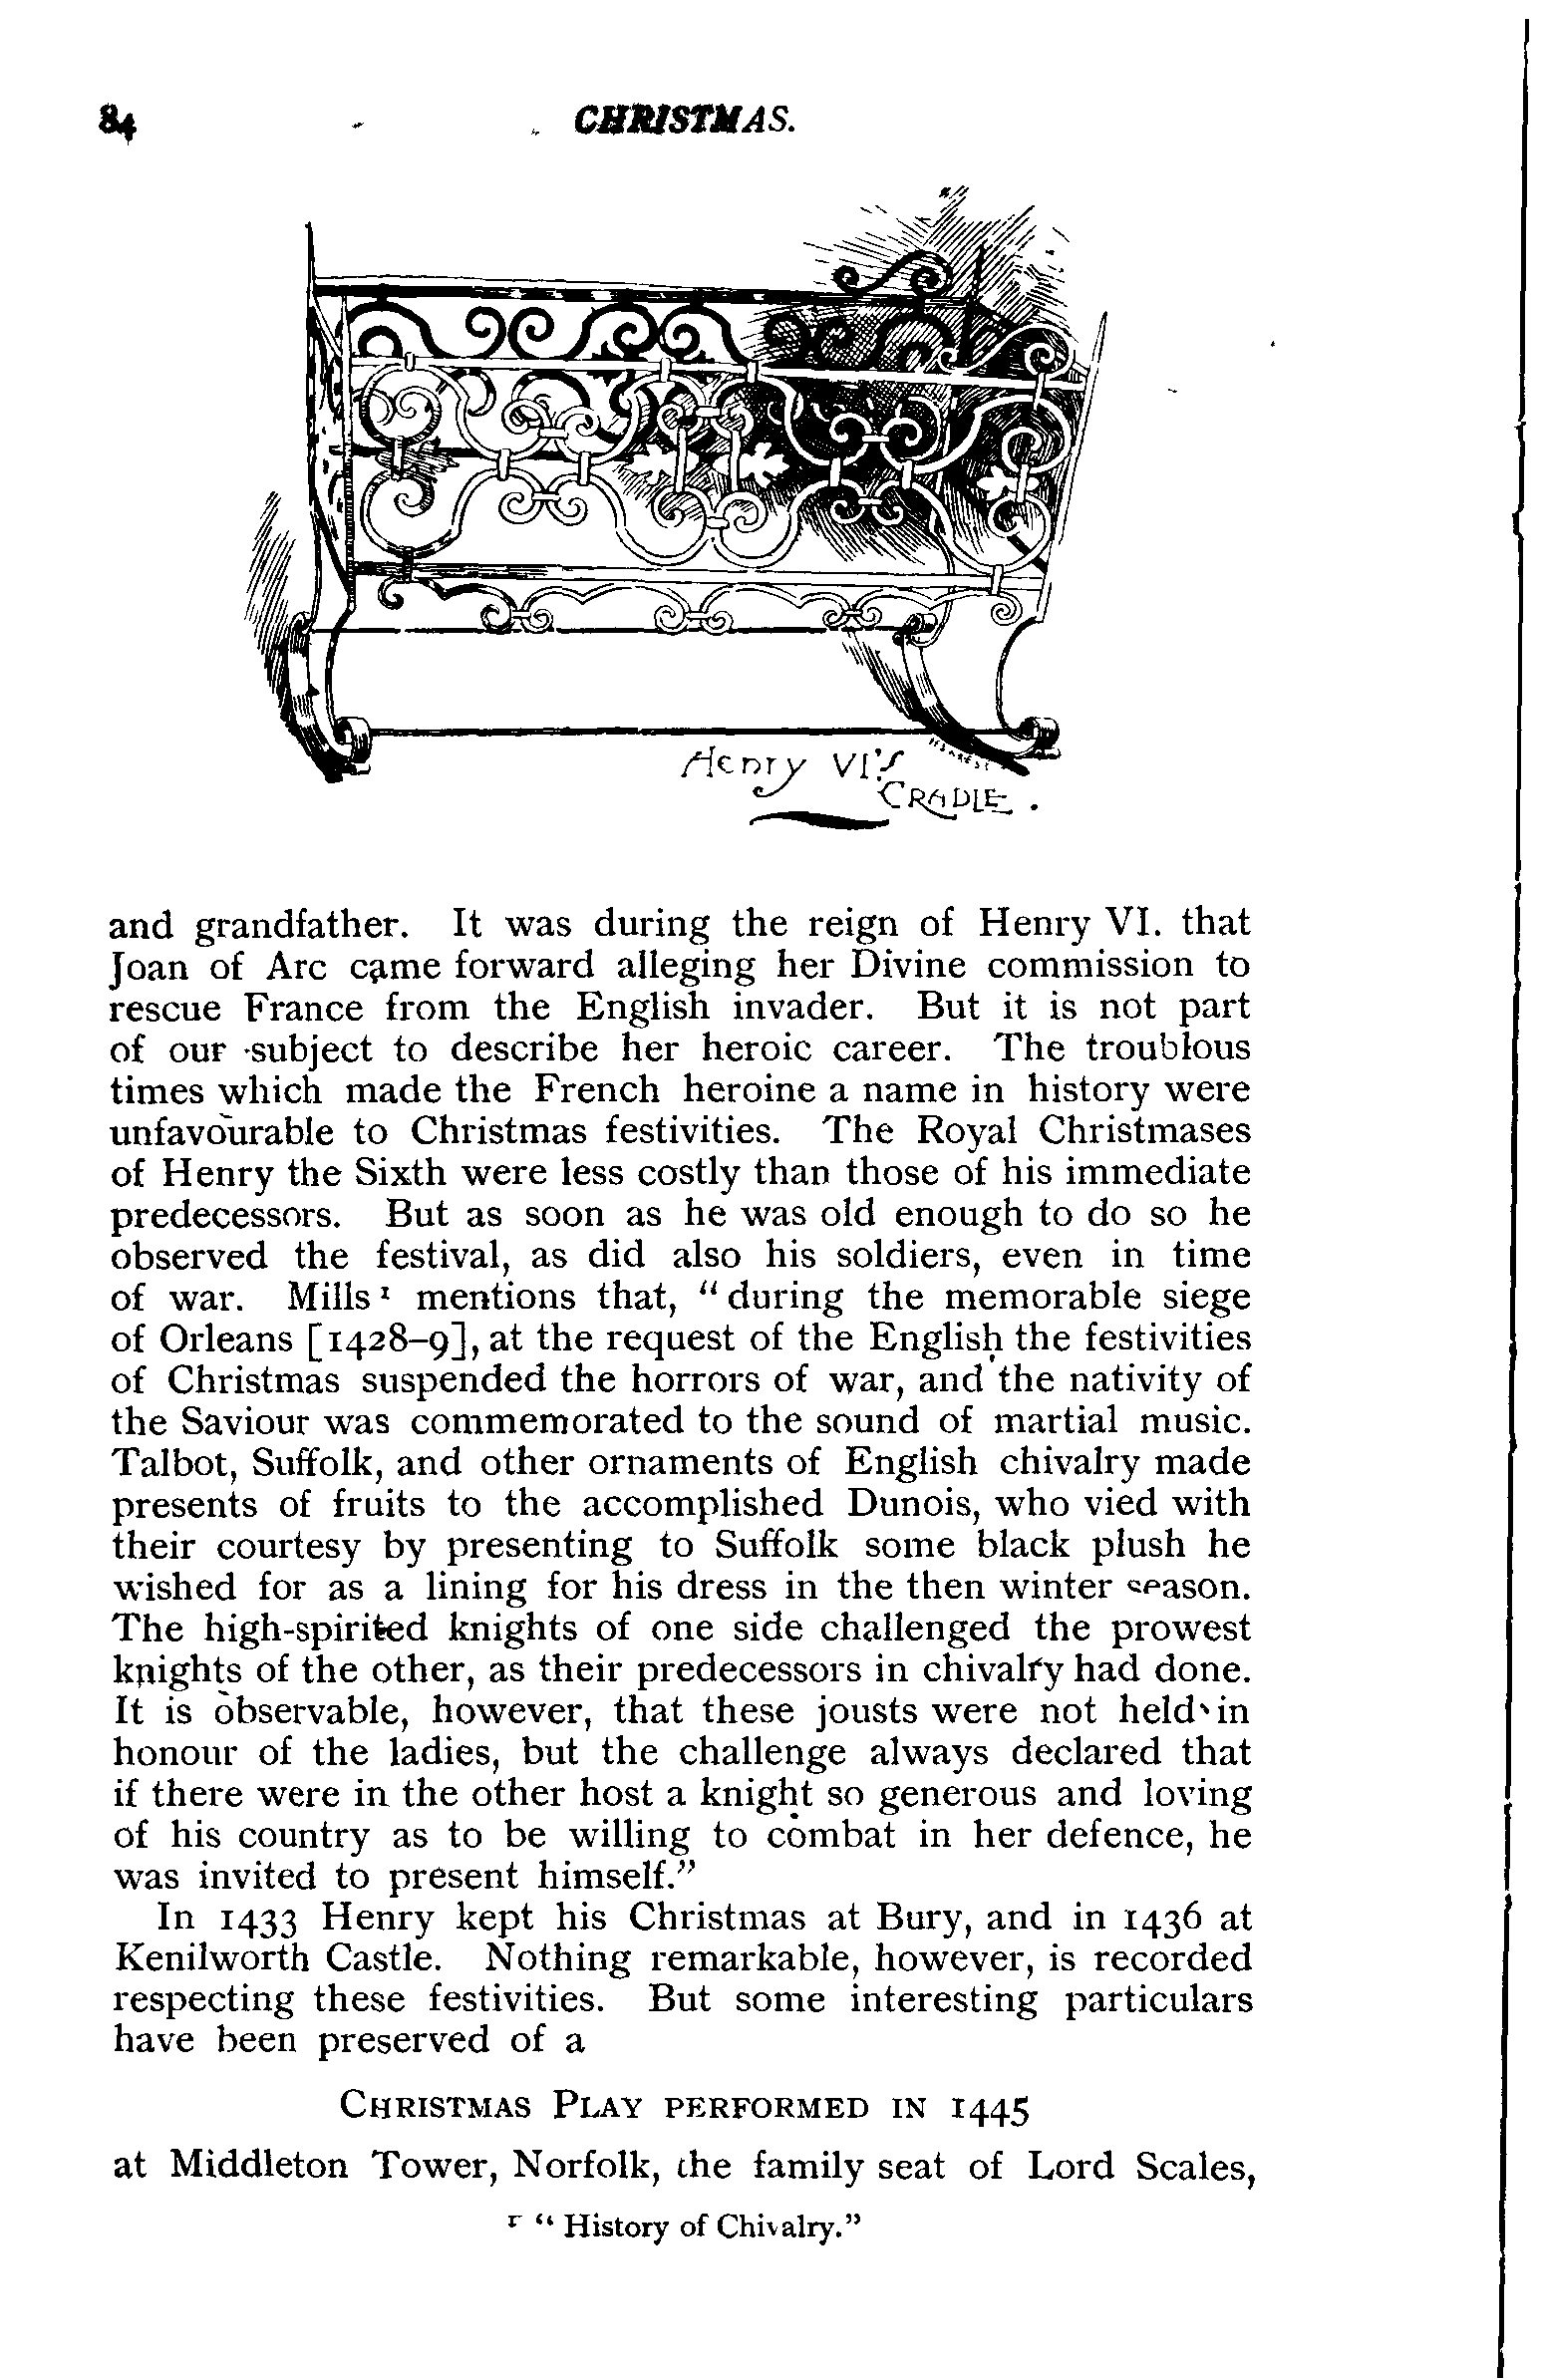 84
CHRISTMAS.
Henry VI's
CRADLE.
and grandfather. It was during the reign of Henry VI. that
Joan of Arc came forward alleging her Divine commission to
rescue France from the English invader. But it is not part
of our subject to describe her heroic career. The troublous
times which made the French heroine a name in history were
unfavourable to Christmas festivities. The Royal Christmases
of Henry the Sixth were less costly than those of his immediate
predecessors. But as soon as he was old enough to do so he
observed the festival, as did also his soldiers, even in time
of war. Mills¹ mentions that, "during the memorable siege
of Orleans [1428–9], at the request of the English the festivities
of Christmas suspended the horrors of war, and the nativity of
the Saviour was commemorated to the sound of martial music.
Talbot, Suffolk, and other ornaments of English chivalry made
presents of fruits to the accomplished Dunois, who vied with
their courtesy by presenting to Suffolk some black plush he
wished for as a lining for his dress in the then winter season.
The high-spirited knights of one side challenged the prowest
knights of the other, as their predecessors in chivalry had done.
It is observable, however, that these jousts were not held in
honour of the ladies, but the challenge always declared that
if there were in the other host a knight so generous and loving
of his country as to be willing to combat in her defence, he
was invited to present himself."
In 1433 Henry kept his Christmas at Bury, and in 1436 at
Kenilworth Castle. Nothing remarkable, however, is recorded
respecting these festivities. But some interesting particulars
have been preserved of a
CHRISTMAS PLAY PERFORMED IN 1445
at Middleton Tower, Norfolk, the family seat of Lord Scales,
¹ "History of Chivalry."